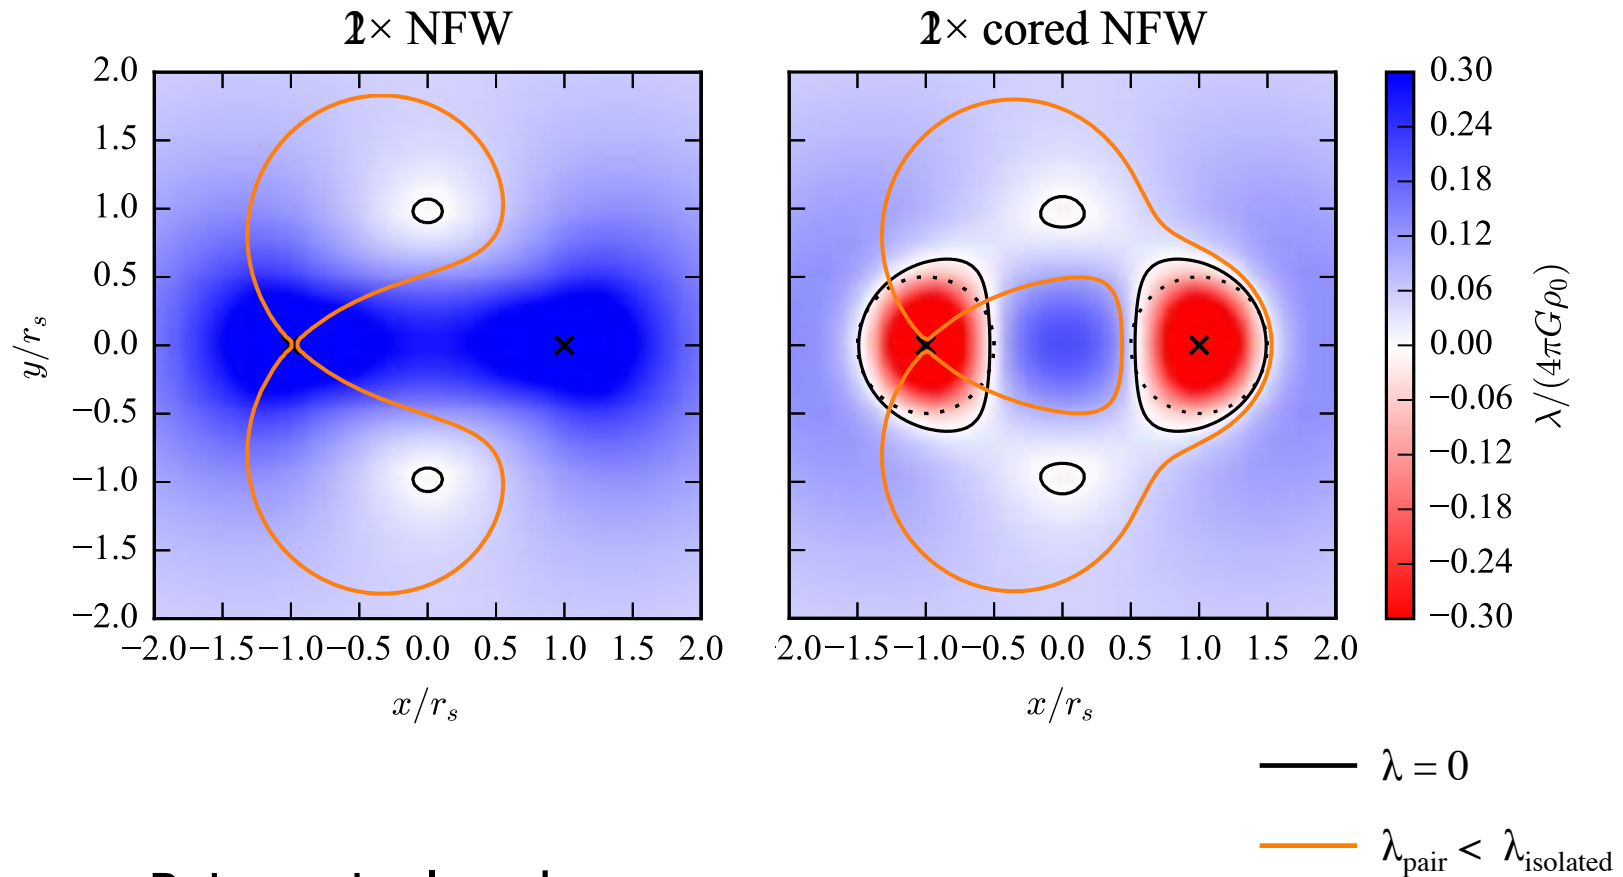 2× NFW
2× cored NFW
2.0
1.5
1.0
0.5
0.0
−0.5
−1.0
−1.5
−2.0
y/r_s
−2.0 −1.5 −1.0 −0.5 0.0 0.5 1.0 1.5 2.0
x/r_s
2.0 −1.5 −1.0 −0.5 0.0 0.5 1.0 1.5 2.0
x/r_s
0.30
0.24
0.18
0.12
0.06
0.00
−0.06
−0.12
−0.18
−0.24
−0.30
λ/(4πGρ₀)
λ = 0
λpair < λisolated